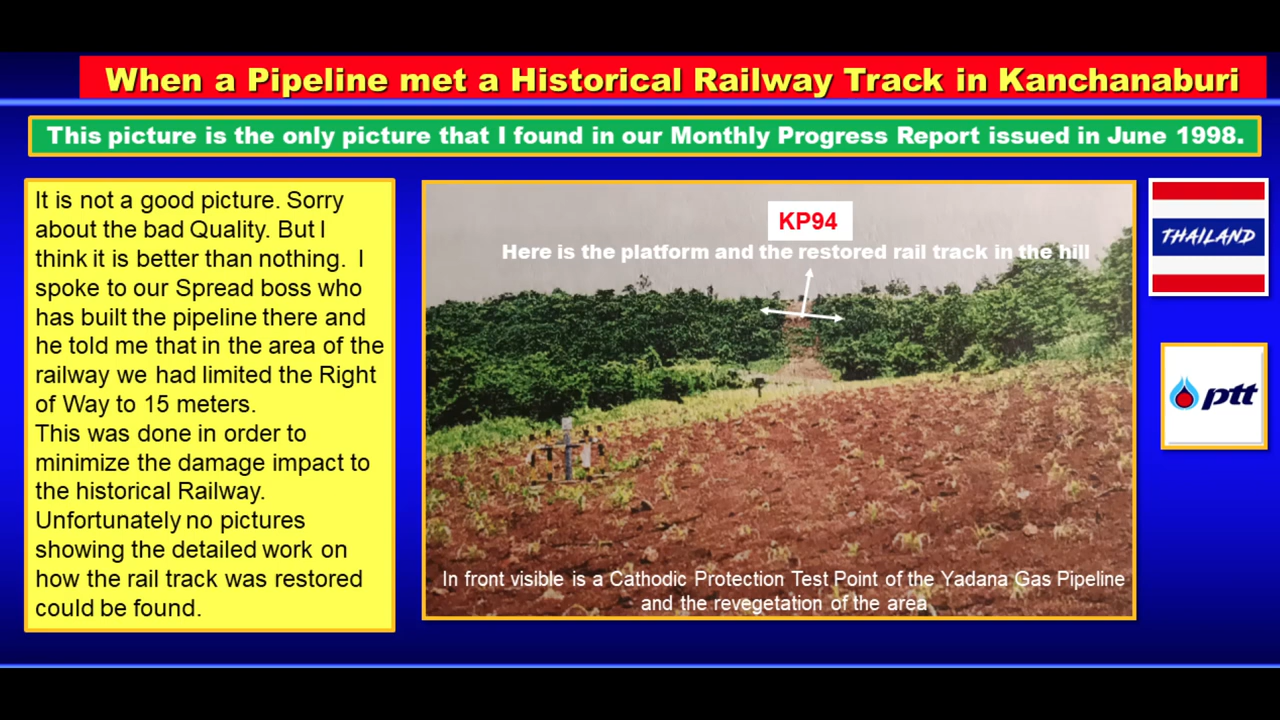 When a Pipeline met a Historical Railway Track in Kanchanaburi
This picture is the only picture that I found in our Monthly Progress Report issued in June 1998.
It is not a good picture. Sorry
about the bad Quality. But I
think it is better than nothing. I
spoke to our Spread boss who
has built the pipeline there and
he told me that in the area of the
railway we had limited the Right
of Way to 15 meters.
This was done in order to
minimize the damage impact to
the historical Railway.
Unfortunately no pictures
showing the detailed work on
how the rail track was restored
could be found.
KP94
Here is the platform and the restored rail track in the hill
In front visible is a Cathodic Protection Test Point of the Yadana Gas Pipeline
and the revegetation of the area
THAILAND
ptt